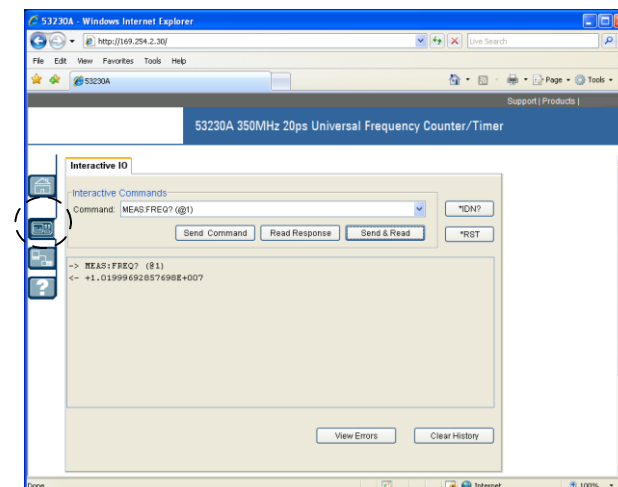 53230A - Windows Internet Explorer
http://169.254.2.30/
Live Search
File Edit View Favorites Tools Help
53230A
Page
Tools
Support | Products |
53230A 350MHz 20ps Universal Frequency Counter/Timer
Interactive IO
Interactive Commands
Command: MEAS:FREQ? (@1)
*IDN?
Send Command Read Response Send & Read *RST
-> MEAS:FREQ? (@1)
<- +1.01999692857698E+007
View Errors Clear History
Done
Internet 100%